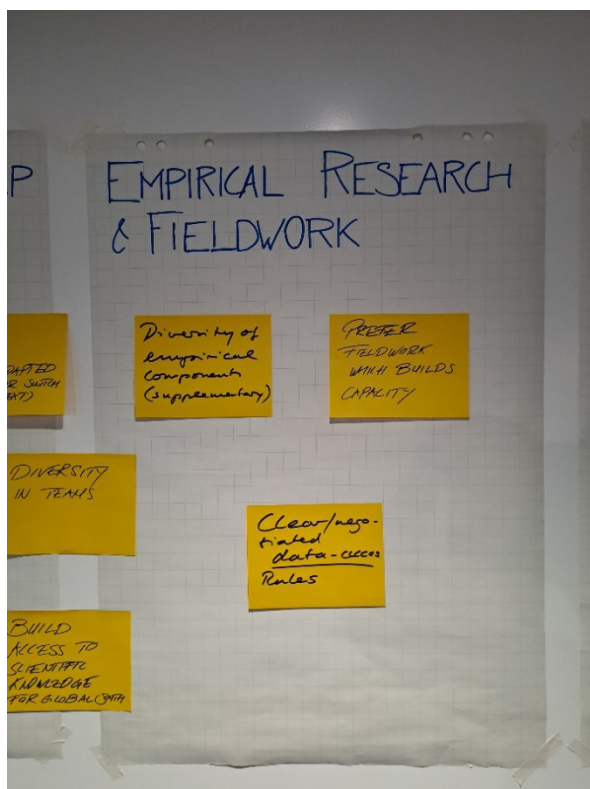 P
EMPIRICAL RESEARCH
& FIELDWORK
Diversity of
empirical
components
(supplementary)
PREFER
FIELDWORK
WHICH BUILDS
CAPACITY
Clear/nego-
tiated
data-access
Rules
DIVERSITY
IN TEAMS
BUILD
ACCESS TO
SCIENTIFIC
KNOWLEDGE
FOR GLOBAL SOUTH